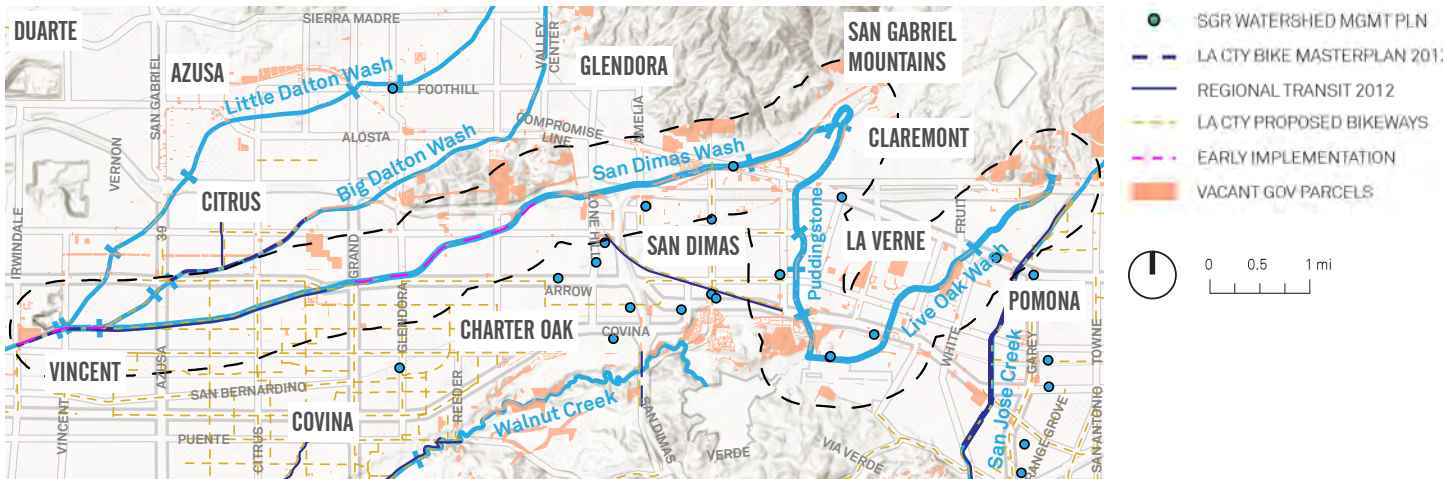 DUARTE
SIERRA MADRE
VALLEY
CENTER
SAN GABRIEL
MOUNTAINS
AZUSA
GLENDORA
SAN GABRIEL
Little Dalton Wash
FOOTHILL
AMELIA
COMPROMISE
LINE
ALOSTA
VERNON
Big Dalton Wash
San Dimas Wash
CLAREMONT
CITRUS
39
IRWINDALE
GRAND
LONE HILL
SAN DIMAS
Puddingstone
LA VERNE
FRUIT
Live Oak Wash
ARROW
POMONA
GLENDORA
CHARTER OAK
COVINA
VINCENT
AZUSA
SAN BERNARDINO
REEDER
WHITE
GAREY
TOWNE
San Jose Creek
Walnut Creek
VINCENT
COVINA
PUENTE
CITRUS
SAN DIMAS
VERDE
VIA VERDE
RANGE GROVE
SAN ANTONIO
SGR WATERSHED MGMT PLN
LA CTY BIKE MASTERPLAN 2012
REGIONAL TRANSIT 2012
LA CTY PROPOSED BIKEWAYS
EARLY IMPLEMENTATION
VACANT GOV PARCELS
0 0.5 1 mi